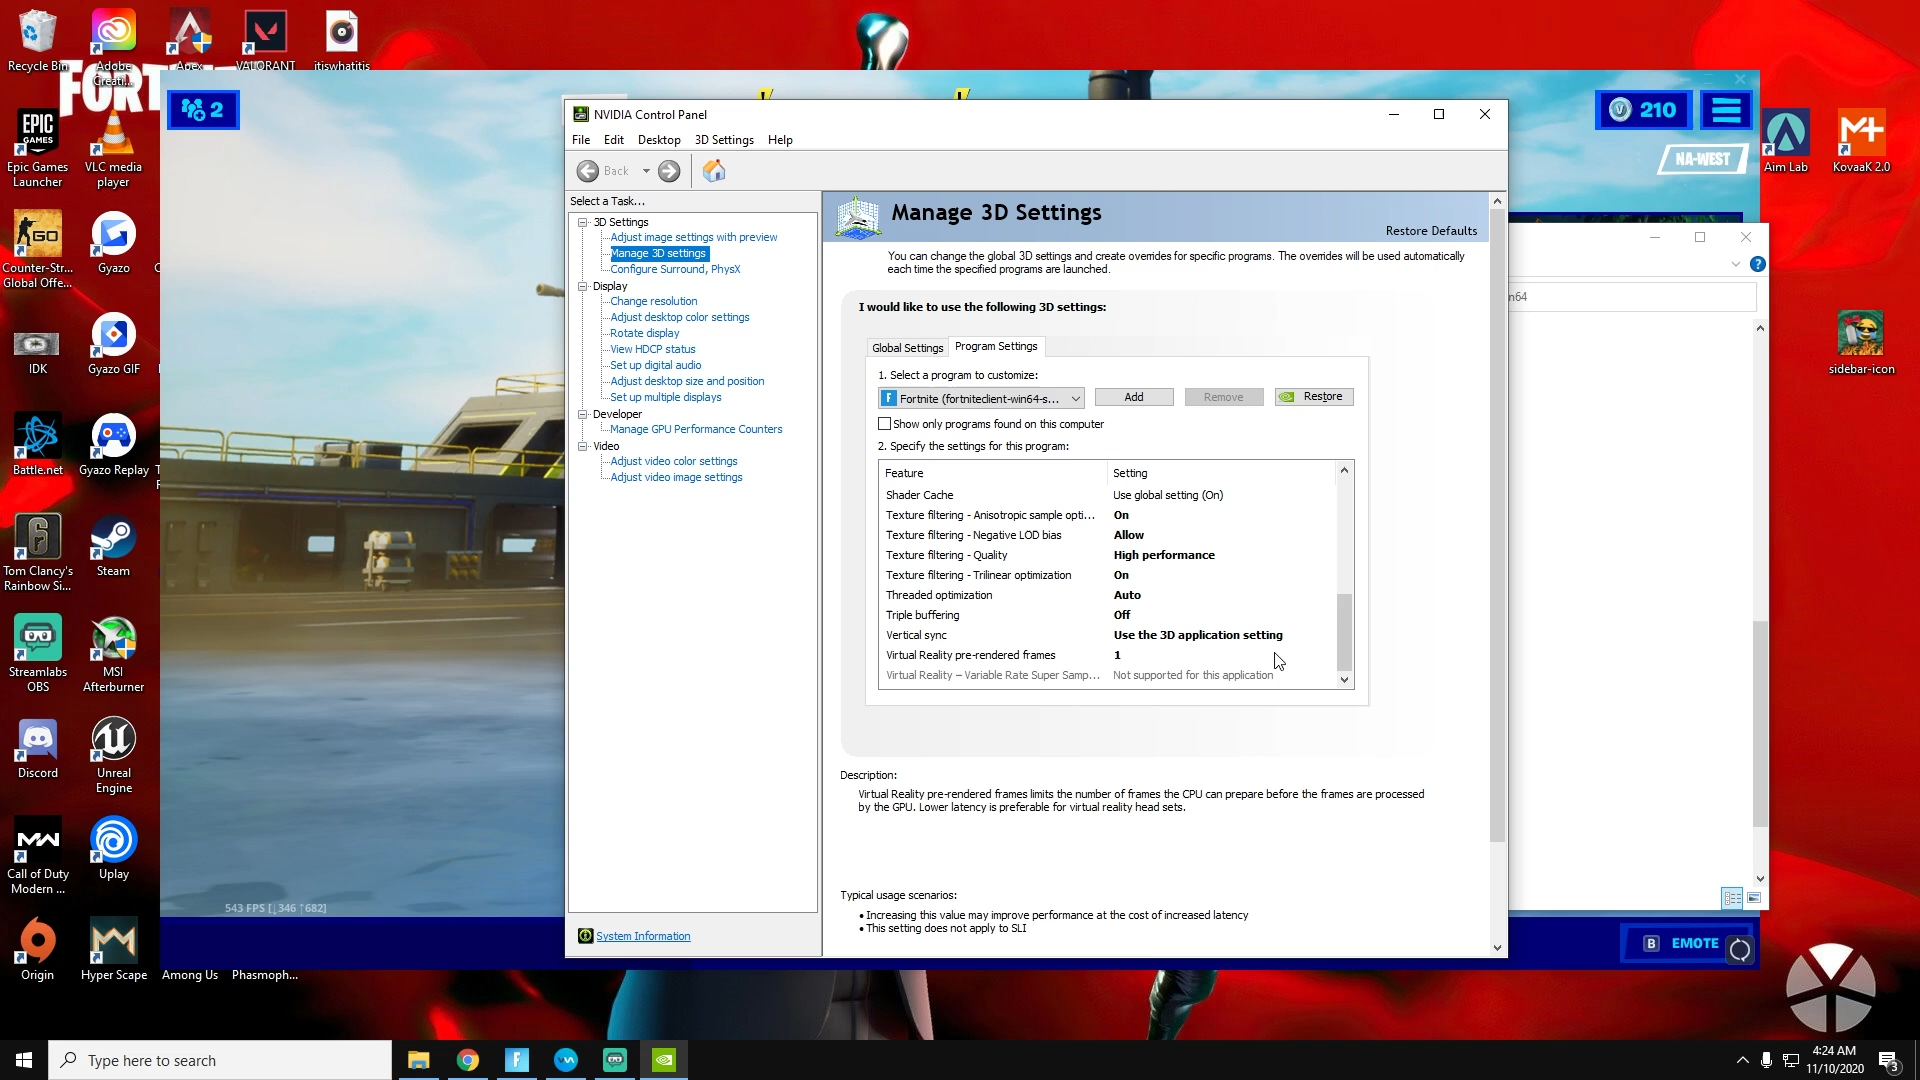 Recycle Bin
Adobe
Creati...
Apex
VALORANT
itiswhatitis
FORT
2
210
NA-WEST
EPIC
GAMES
Epic Games
Launcher
VLC media
player
Aim Lab
KovaaK 2.0
GO
Counter-Str...
Global Offe...
Gyazo
IDK
Gyazo GIF
sidebar-icon
Battle.net
Gyazo Replay
Tom Clancy's
Rainbow Si...
Steam
Streamlabs
OBS
MSI
Afterburner
Discord
Unreal
Engine
Call of Duty
Modern ...
Uplay
Origin
Hyper Scape
Among Us
Phasmoph...
543 FPS [↓346 ↑682]
B EMOTE
n64
NVIDIA Control Panel
File Edit Desktop 3D Settings Help
Back
Select a Task...
3D Settings
Adjust image settings with preview
Manage 3D settings
Configure Surround, PhysX
Display
Change resolution
Adjust desktop color settings
Rotate display
View HDCP status
Set up digital audio
Adjust desktop size and position
Set up multiple displays
Developer
Manage GPU Performance Counters
Video
Adjust video color settings
Adjust video image settings
System Information
Manage 3D Settings
Restore Defaults
You can change the global 3D settings and create overrides for specific programs. The overrides will be used automatically
each time the specified programs are launched.
I would like to use the following 3D settings:
Global Settings Program Settings
1. Select a program to customize:
Fortnite (fortniteclient-win64-s... Add Remove Restore
Show only programs found on this computer
2. Specify the settings for this program:
Feature Setting
Shader Cache Use global setting (On)
Texture filtering - Anisotropic sample opti... On
Texture filtering - Negative LOD bias Allow
Texture filtering - Quality High performance
Texture filtering - Trilinear optimization On
Threaded optimization Auto
Triple buffering Off
Vertical sync Use the 3D application setting
Virtual Reality pre-rendered frames 1
Virtual Reality – Variable Rate Super Samp... Not supported for this application
Description:
Virtual Reality pre-rendered frames limits the number of frames the CPU can prepare before the frames are processed
by the GPU. Lower latency is preferable for virtual reality head sets.
Typical usage scenarios:
• Increasing this value may improve performance at the cost of increased latency
• This setting does not apply to SLI
Type here to search
4:24 AM
11/10/2020
3